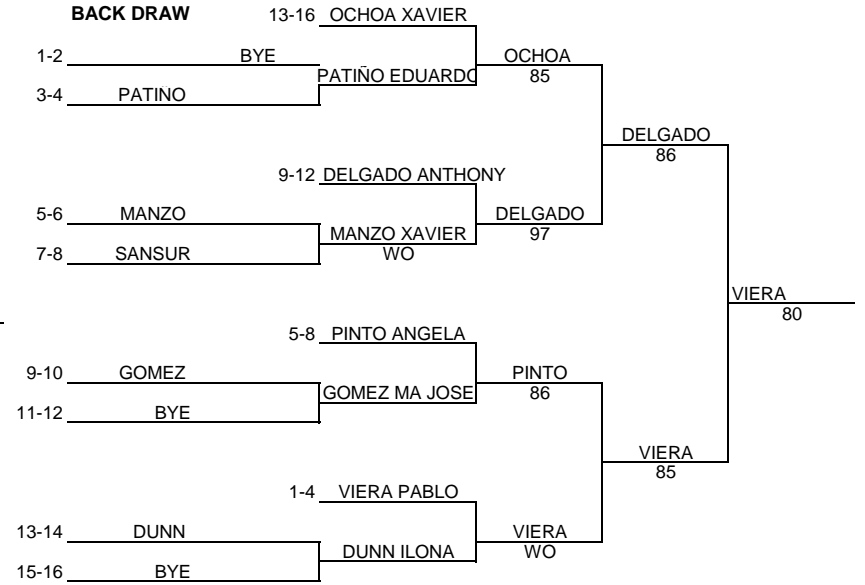 BACK DRAW
13-16 OCHOA XAVIER
1-2 BYE
OCHOA
PATIÑO EDUARDO
85
3-4 PATINO
DELGADO
86
9-12 DELGADO ANTHONY
5-6 MANZO
DELGADO
MANZO XAVIER
97
7-8 SANSUR
WO
VIERA
80
5-8 PINTO ANGELA
9-10 GOMEZ
PINTO
GOMEZ MA JOSE
86
11-12 BYE
VIERA
85
1-4 VIERA PABLO
13-14 DUNN
VIERA
DUNN ILONA
WO
15-16 BYE